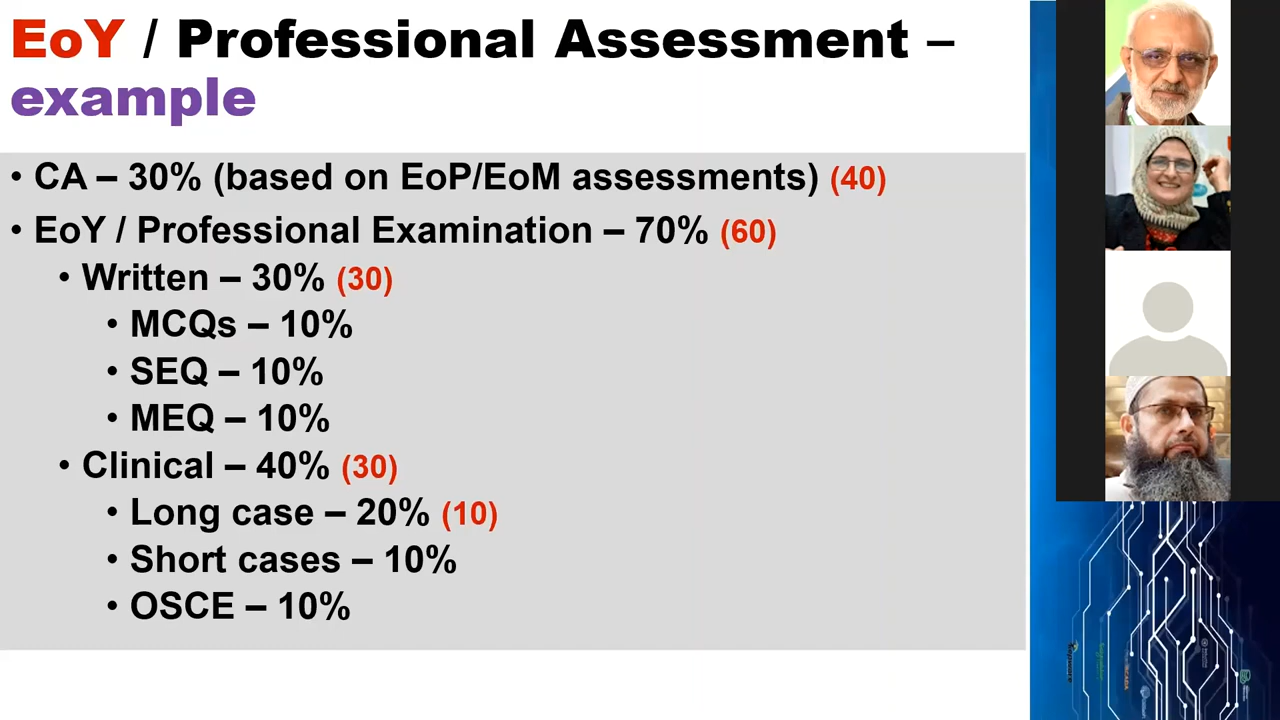 EoY / Professional Assessment –
example
• CA – 30% (based on EoP/EoM assessments) (40)
• EoY / Professional Examination – 70% (60)
• Written – 30% (30)
• MCQs – 10%
• SEQ – 10%
• MEQ – 10%
• Clinical – 40% (30)
• Long case – 20% (10)
• Short cases – 10%
• OSCE – 10%